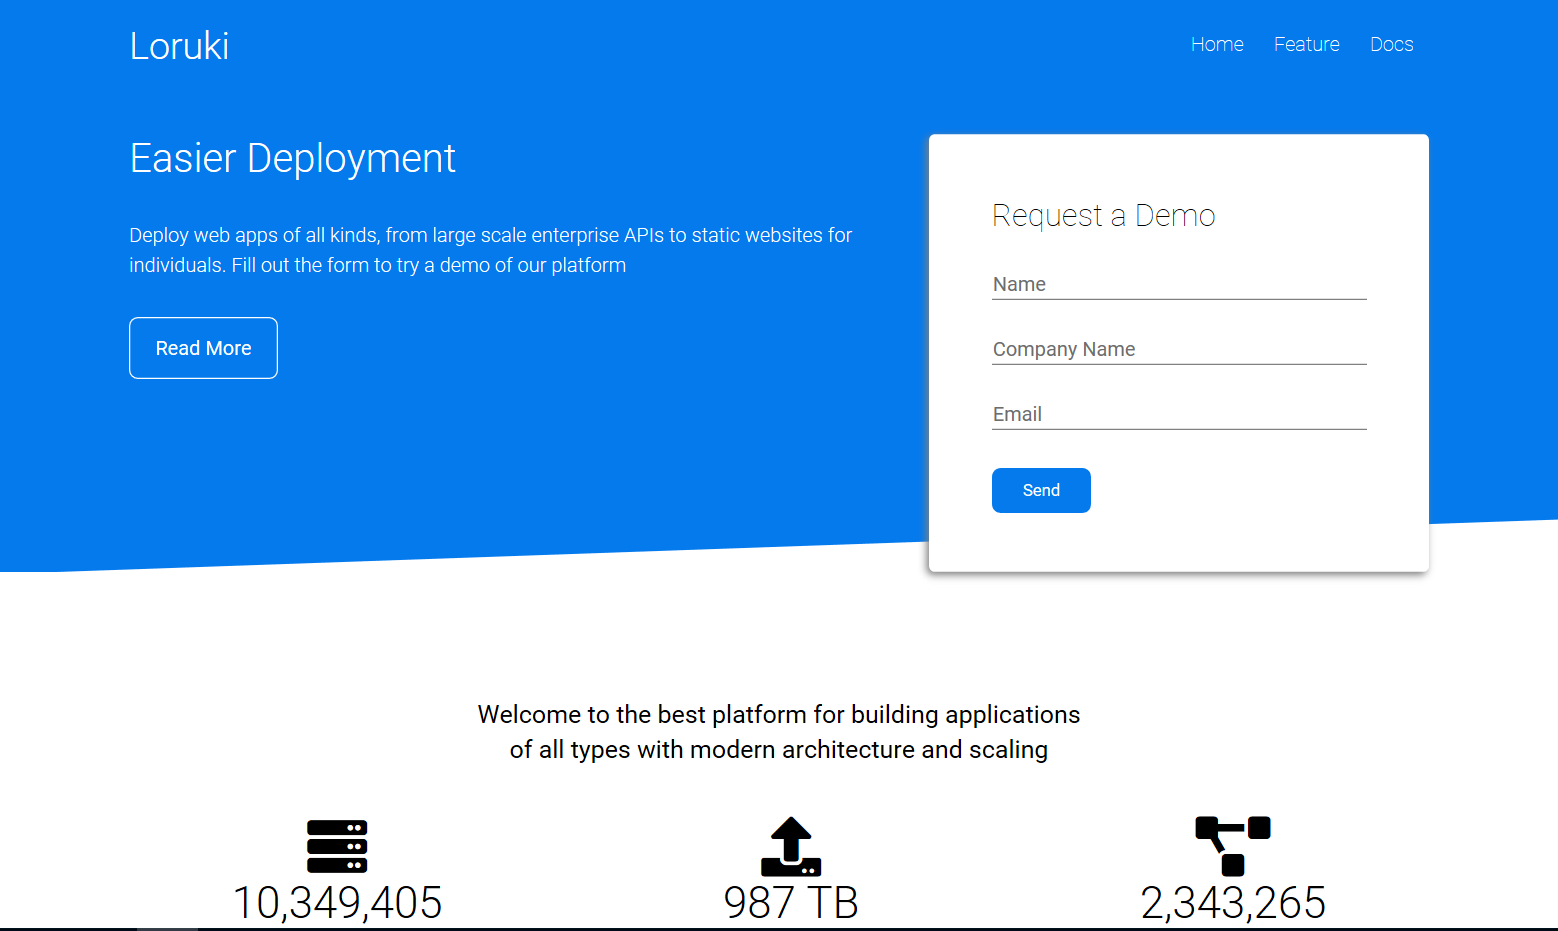 Loruki
Home Feature Docs
Easier Deployment
Deploy web apps of all kinds, from large scale enterprise APIs to static websites for
individuals. Fill out the form to try a demo of our platform
Read More
Request a Demo
Name
Company Name
Email
Send
Welcome to the best platform for building applications
of all types with modern architecture and scaling
10,349,405
987 TB
2,343,265